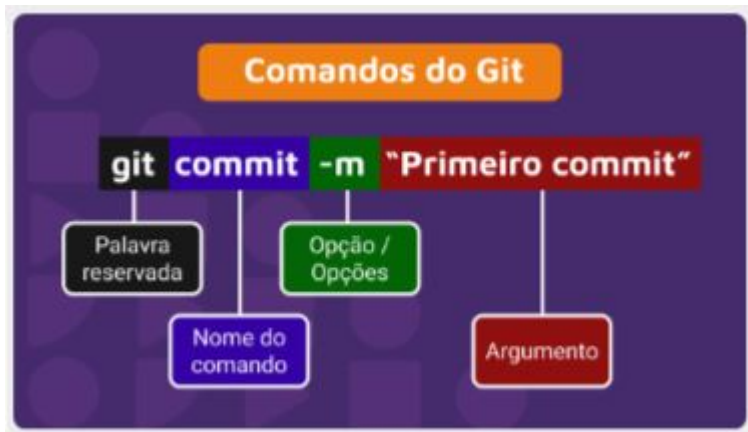 Comandos do Git
git commit -m “Primeiro commit”
Palavra
reservada
Opção /
Opções
Nome do
comando
Argumento